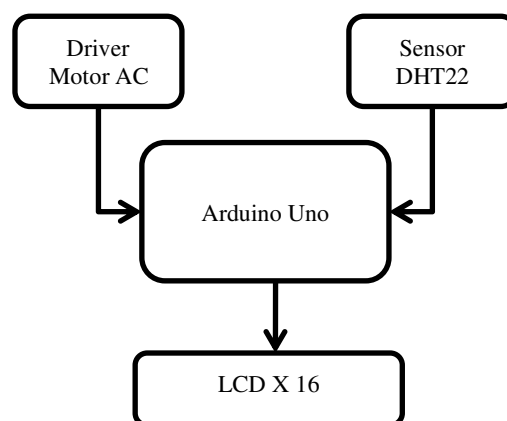 Driver
Motor AC
Sensor
DHT22
Arduino Uno
LCD X 16